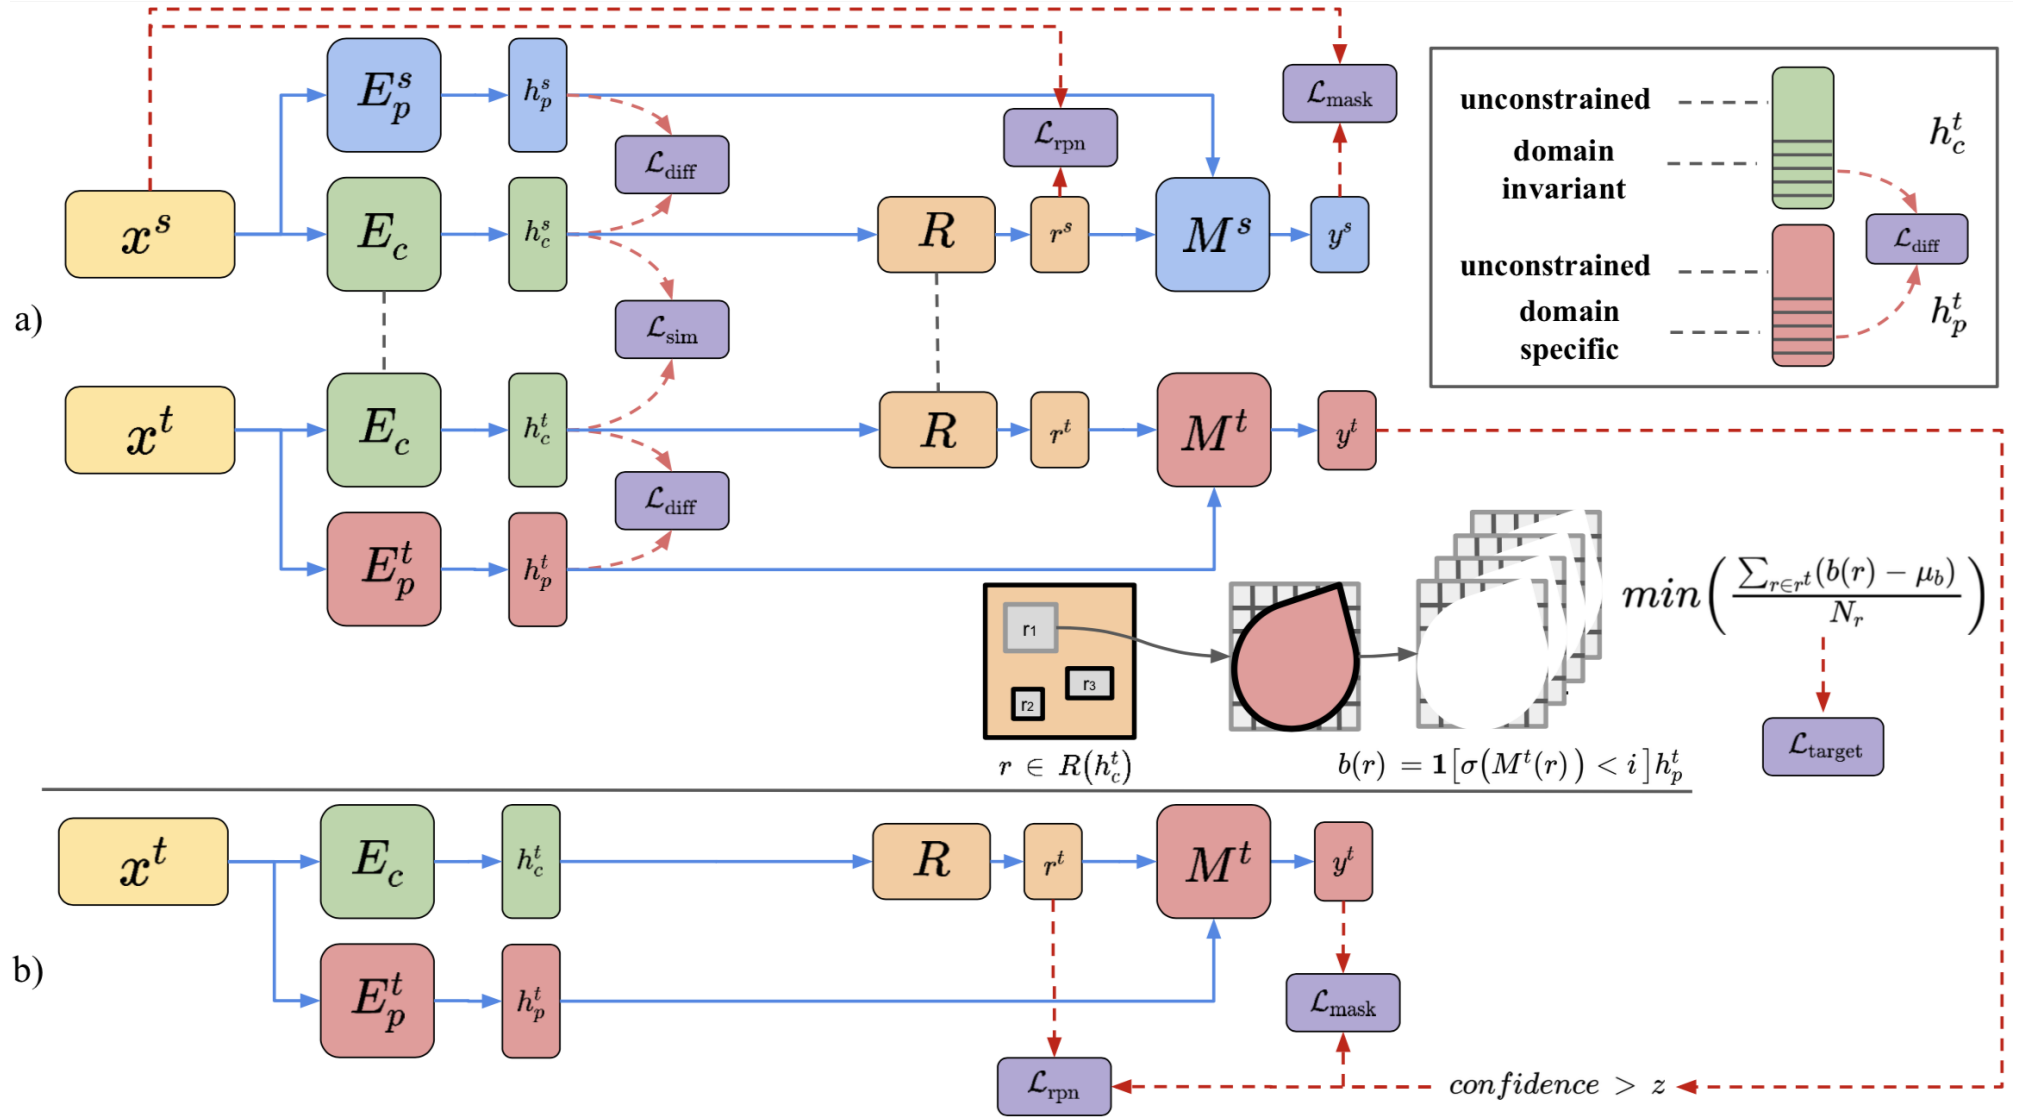 a)
x^s
E_p^s
h_p^s
E_c
h_c^s
L_diff
L_sim
R
r^s
L_rpn
M^s
y^s
L_mask
x^t
E_c
h_c^t
E_p^t
h_p^t
L_diff
R
r^t
M^t
y^t
unconstrained
domain
invariant
h_c^t
L_diff
unconstrained
domain
specific
h_p^t
r1
r2
r3
r ∈ R(h_c^t)
b(r) = 1[σ(M^t(r)) < i]h_p^t
min(∑_{r∈r^t}(b(r) − μ_b) / N_r)
L_target
b)
x^t
E_c
h_c^t
E_p^t
h_p^t
R
r^t
M^t
y^t
L_mask
L_rpn
confidence > z